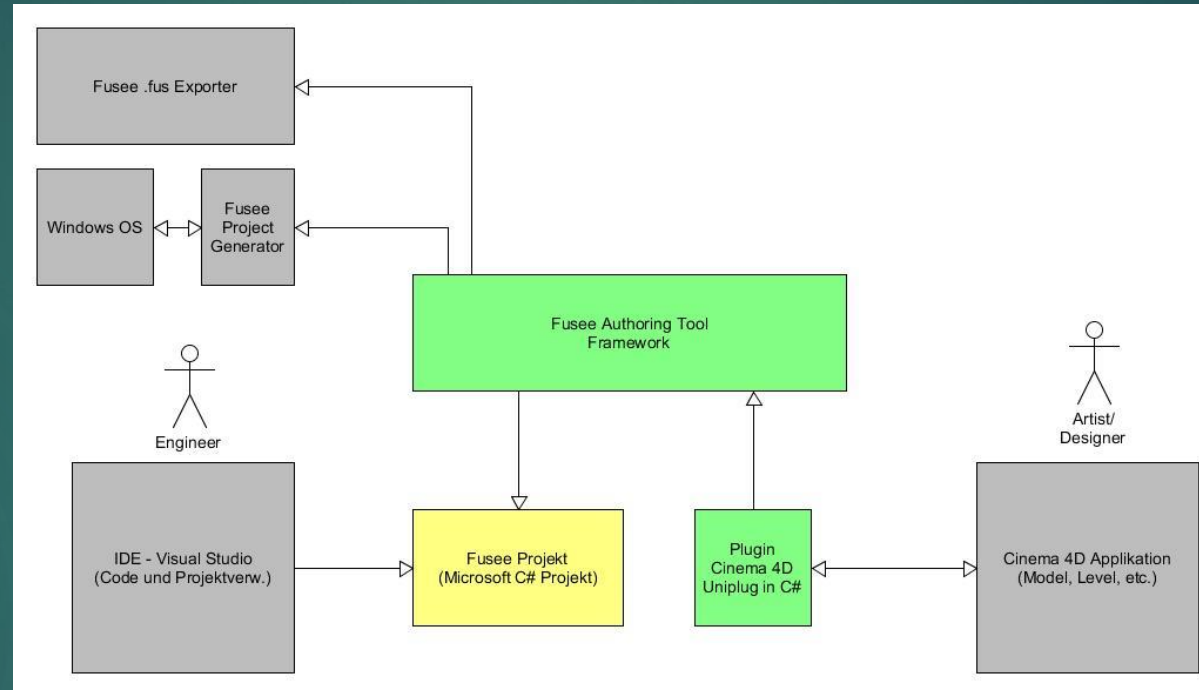 Fusee .fus Exporter
Windows OS
Fusee
Project
Generator
Fusee Authoring Tool
Framework
Engineer
Artist/
Designer
IDE - Visual Studio
(Code und Projektverw.)
Fusee Projekt
(Microsoft C# Projekt)
Plugin
Cinema 4D
Uniplug in C#
Cinema 4D Applikation
(Model, Level, etc.)